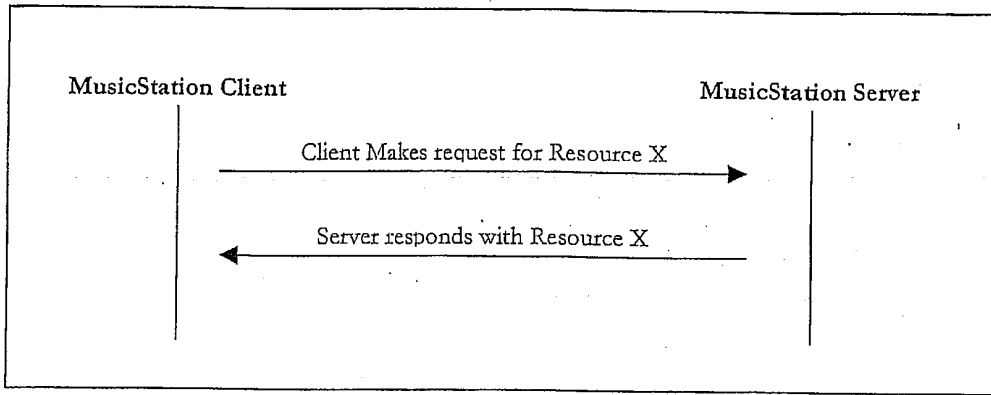 MusicStation Client
MusicStation Server
Client Makes request for Resource X
Server responds with Resource X